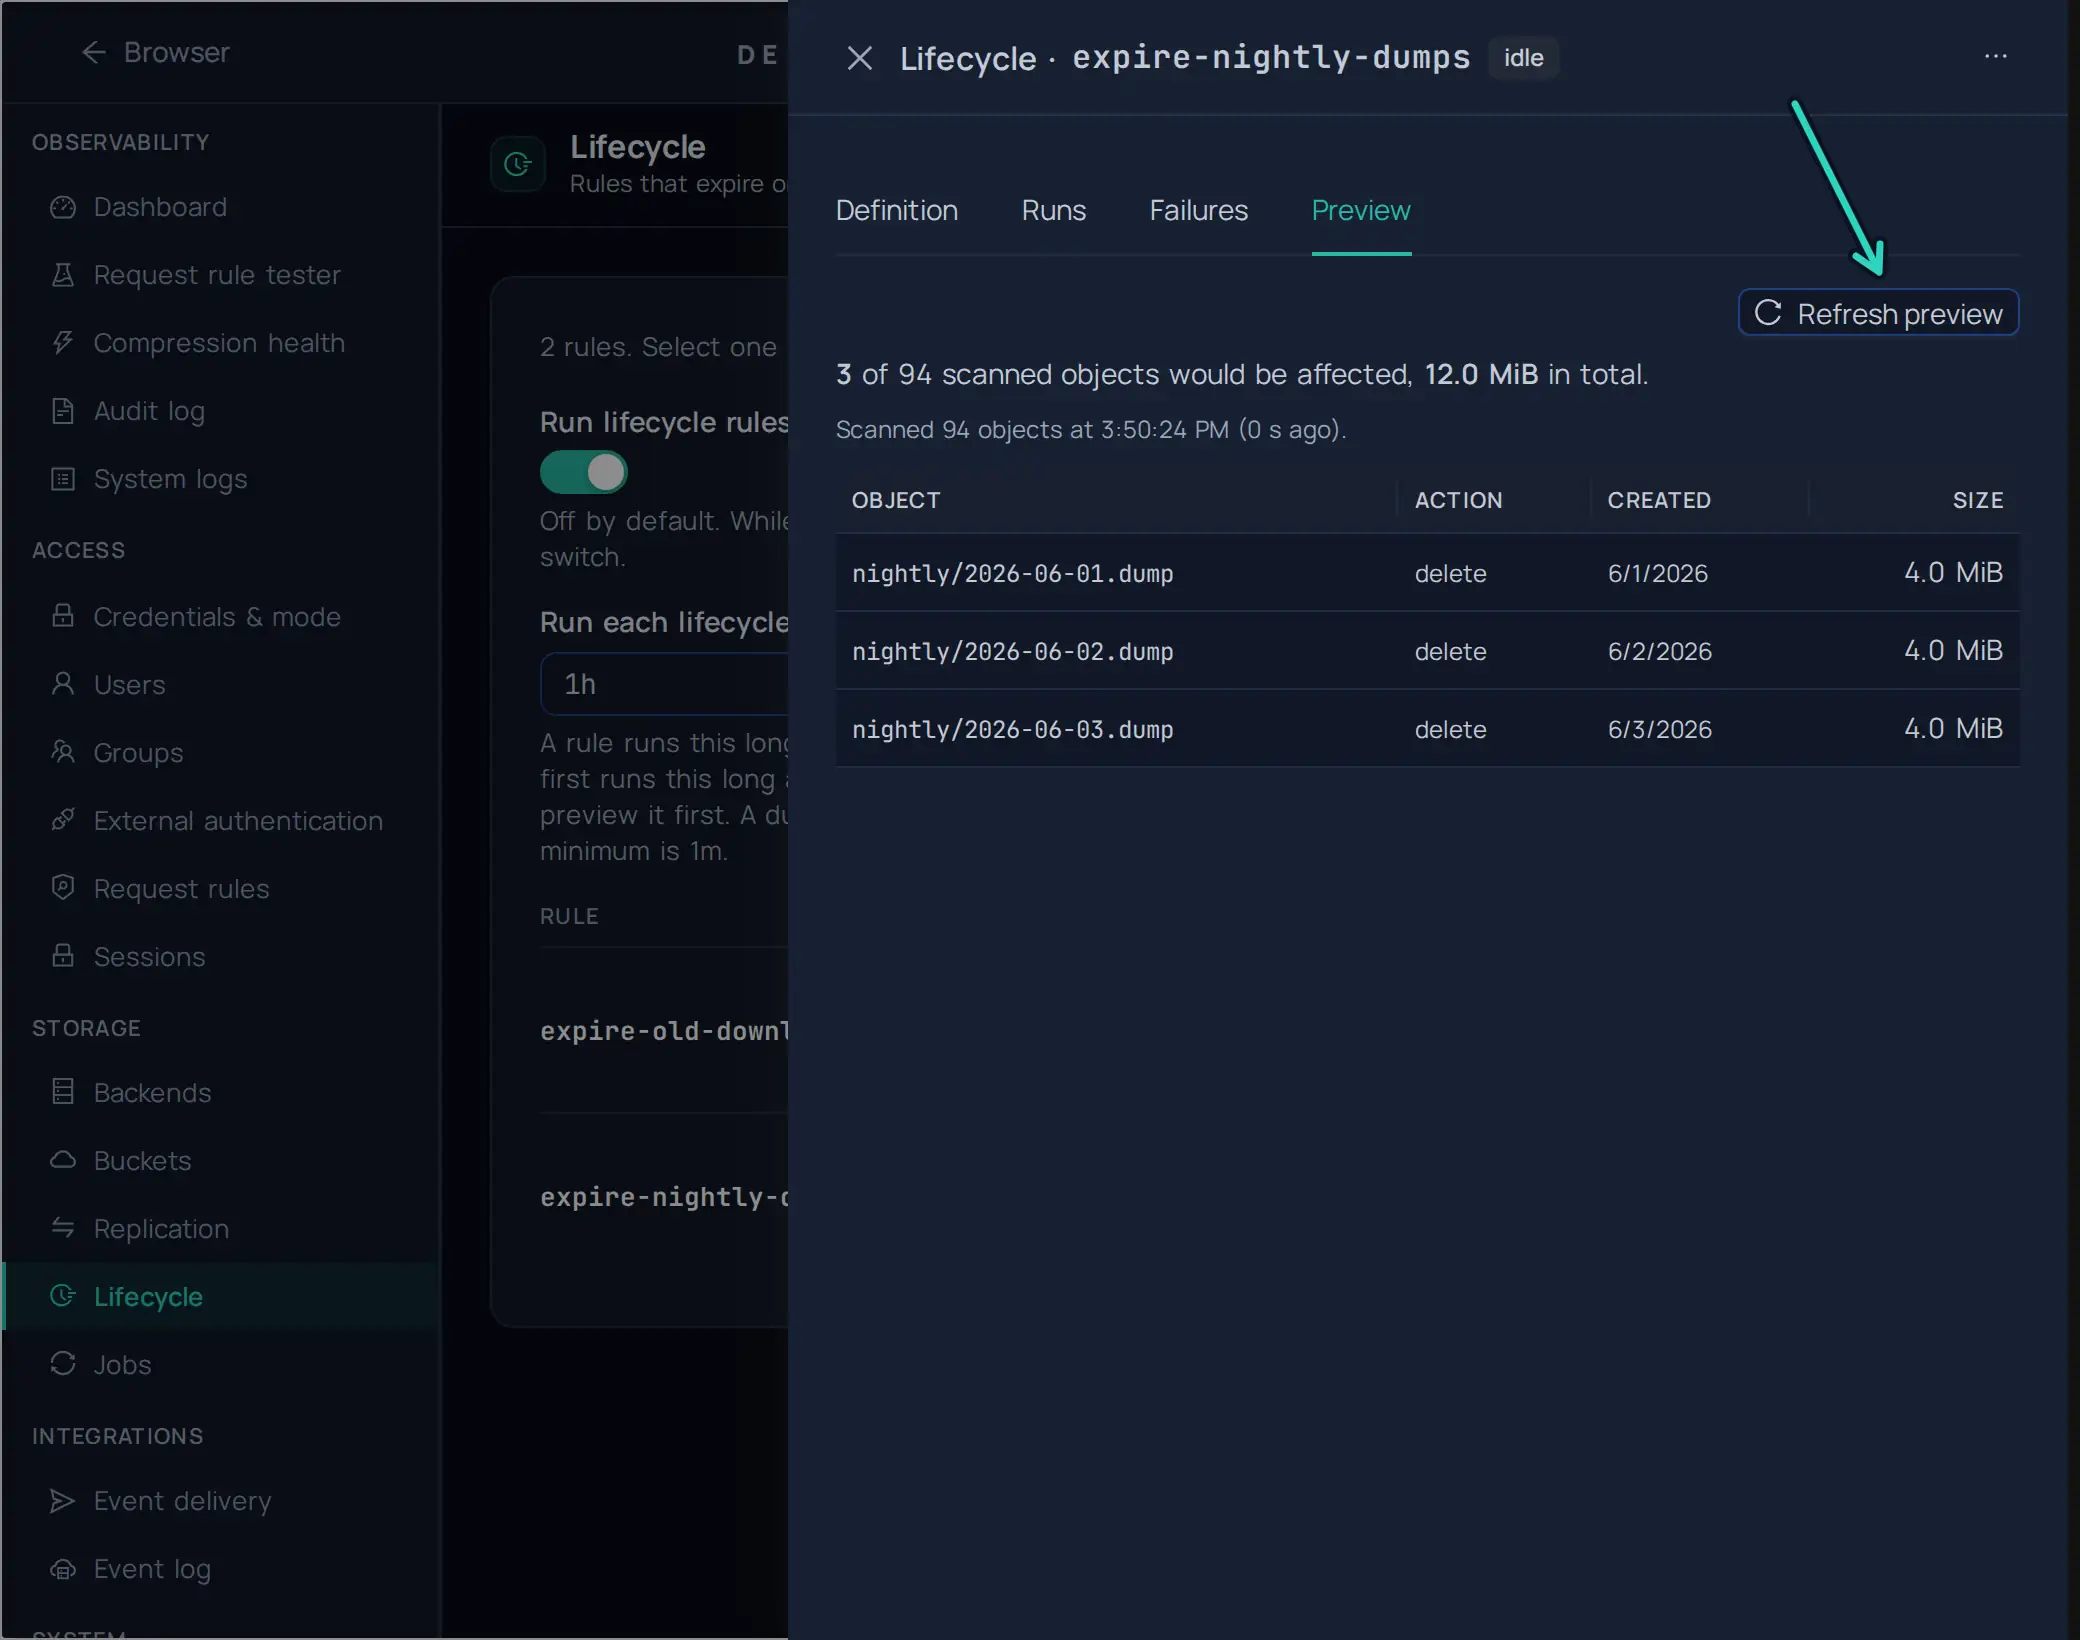 Browser
DE
OBSERVABILITY
Dashboard
Request rule tester
Compression health
Audit log
System logs
ACCESS
Credentials & mode
Users
Groups
External authentication
Request rules
Sessions
STORAGE
Backends
Buckets
Replication
Lifecycle
Jobs
INTEGRATIONS
Event delivery
Event log
SYSTEM
Lifecycle
Rules that expire o
2 rules. Select one
Run lifecycle rules
Off by default. While
switch.
Run each lifecycle
1h
A rule runs this long
first runs this long
preview it first. A du
minimum is 1m.
RULE
expire-old-downl
expire-nightly-d
Lifecycle · expire-nightly-dumps idle
...
Definition Runs Failures Preview
Refresh preview
3 of 94 scanned objects would be affected, 12.0 MiB in total.
Scanned 94 objects at 3:50:24 PM (0 s ago).
OBJECT ACTION CREATED SIZE
nightly/2026-06-01.dump delete 6/1/2026 4.0 MiB
nightly/2026-06-02.dump delete 6/2/2026 4.0 MiB
nightly/2026-06-03.dump delete 6/3/2026 4.0 MiB